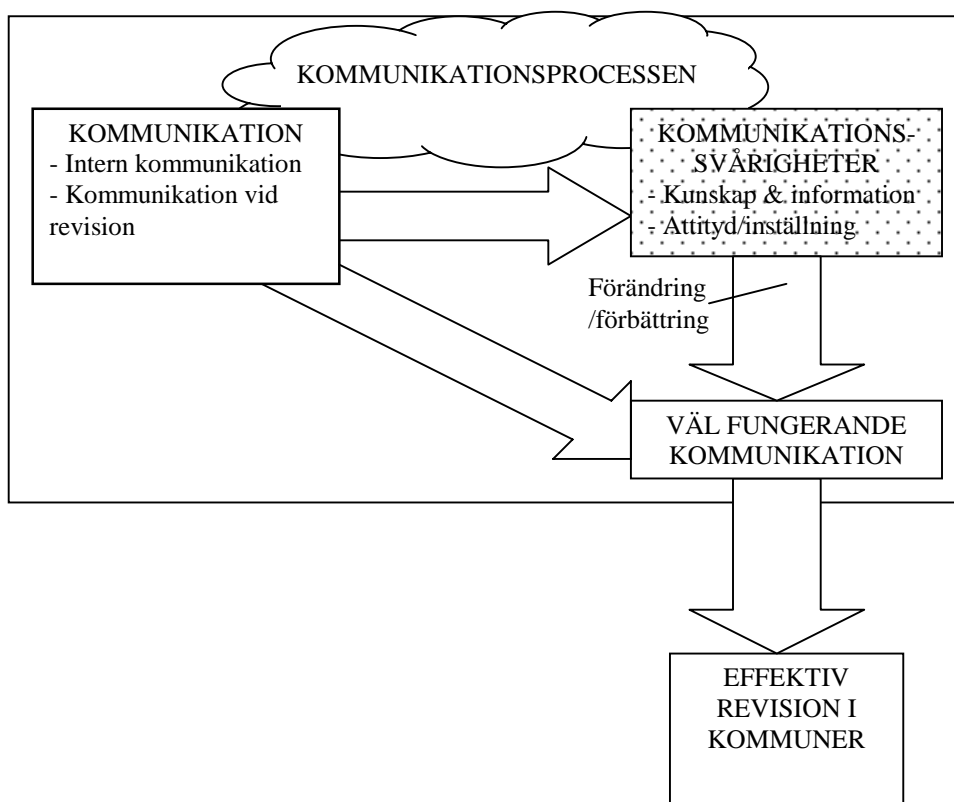 KOMMUNIKATIONSPROCESSEN
KOMMUNIKATION
- Intern kommunikation
- Kommunikation vid
revision
KOMMUNIKATIONS-
SVÅRIGHETER
- Kunskap & information
- Attityd/inställning
Förändring
/förbättring
VÄL FUNGERANDE
KOMMUNIKATION
EFFEKTIV
REVISION I
KOMMUNER